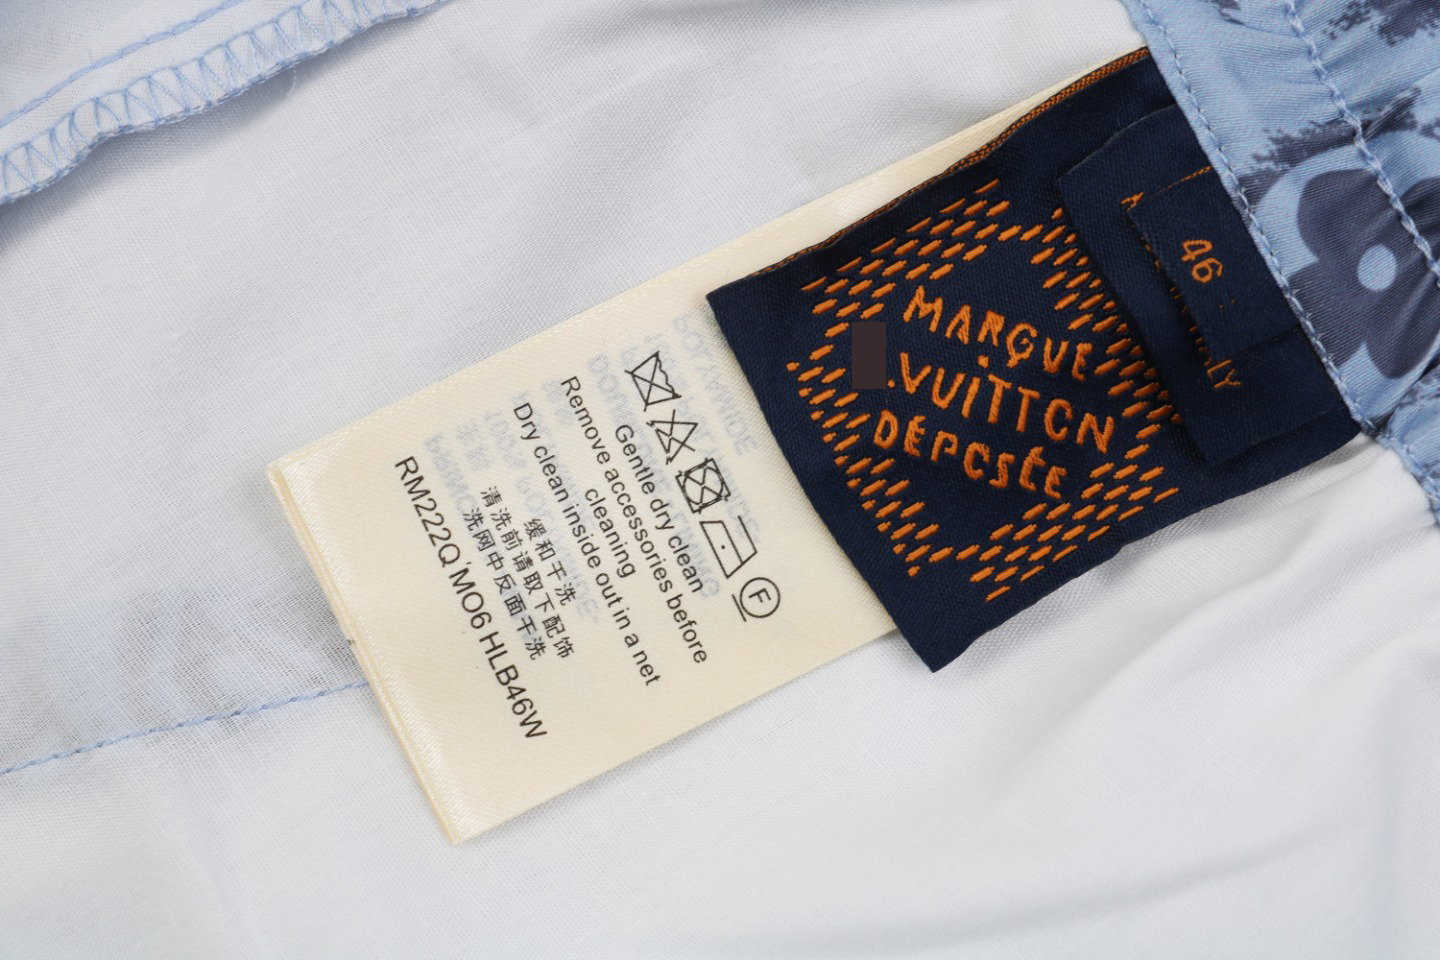 MARQUE
.VUITTON
DÉPOSÉE
46
F
Gentle dry clean
Remove accessories before
cleaning
Dry clean inside out in a net
缓和干洗
清洗前请取下配饰
洗网中反面干洗
RM222Q MO6 HLB46W